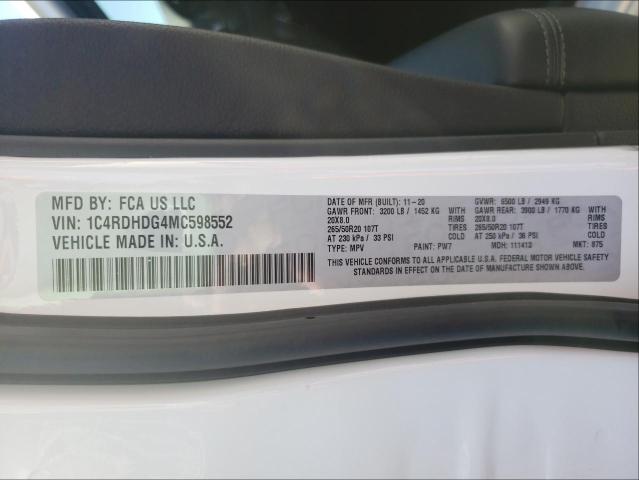 MFD BY: FCA US LLC
VIN: 1C4RDHDG4MC598552
VEHICLE MADE IN: U.S.A.
DATE OF MFR (BUILT): 11-20
GAWR FRONT: 3200 LB / 1452 KG WITH
20X8.0 RIMS
265/50R20 107T TIRES
AT 230 kPa / 33 PSI COLD
TYPE: MPV PAINT: PW7
GVWR: 6500 LB / 2949 KG
GAWR REAR: 3900 LB / 1770 KG WITH
20X8.0 RIMS
265/50R20 107T TIRES
AT 250 kPa / 36 PSI COLD
MDH: 111412 MKT: 875
THIS VEHICLE CONFORMS TO ALL APPLICABLE U.S.A. FEDERAL MOTOR VEHICLE SAFETY
STANDARDS IN EFFECT ON THE DATE OF MANUFACTURE SHOWN ABOVE.